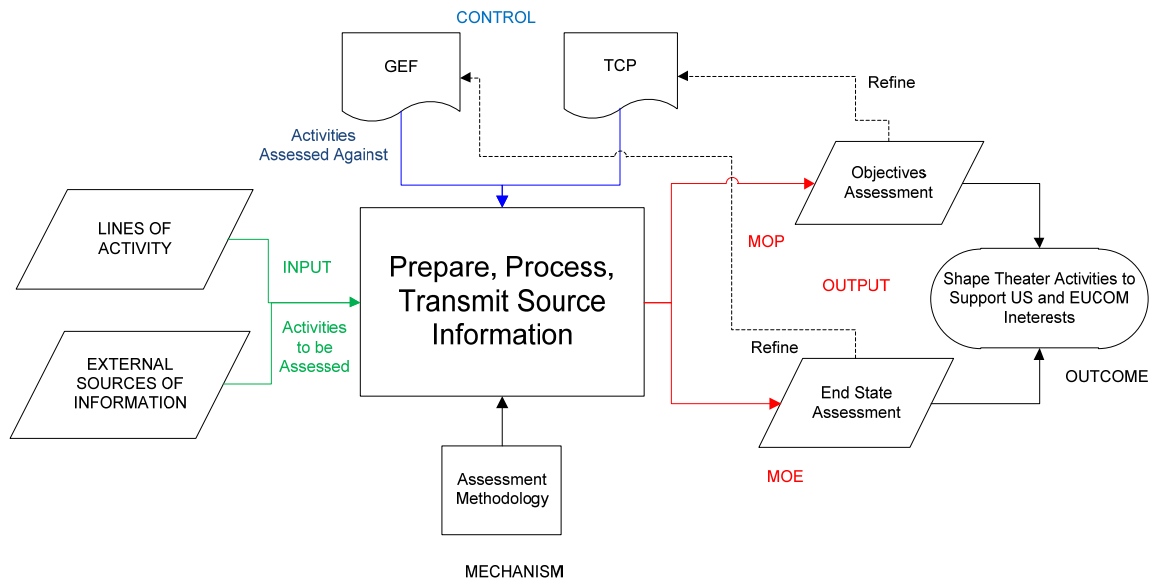 CONTROL
GEF
TCP
Refine
Activities
Assessed Against
Objectives
Assessment
LINES OF
ACTIVITY
INPUT
Prepare, Process,
Transmit Source
Information
MOP
OUTPUT
Shape Theater Activities to
Support US and EUCOM
Ineterests
Activities
to be
Assessed
EXTERNAL
SOURCES OF
INFORMATION
Refine
End State
Assessment
OUTCOME
MOE
Assessment
Methodology
MECHANISM